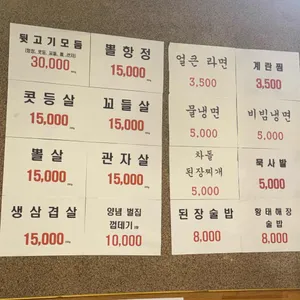 뒷고기모듬
30,000
뽈항정
15,000
콧등살
15,000
꼬들살
15,000
뽈살
15,000
관자살
15,000
생삼겹살
15,000
양념 벌집
껍데기
10,000
얼큰 라면
3,500
계란찜
3,500
물냉면
5,000
비빔냉면
5,000
차돌
된장찌개
5,000
묵사발
5,000
된장술밥
8,000
황태해장
술밥
8,000